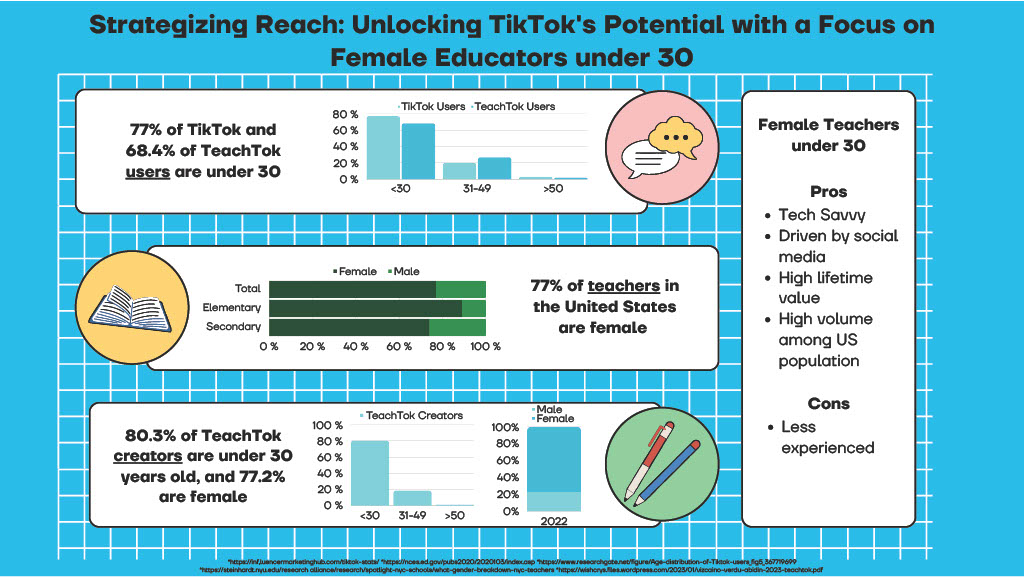 Strategizing Reach: Unlocking TikTok's Potential with a Focus on
Female Educators under 30
77% of TikTok and
68.4% of TeachTok
users are under 30
TikTok Users TeachTok Users
80 %
60 %
40 %
20 %
0 %
<30 31-49 >50
Female Male
Total
Elementary
Secondary
0 % 20 % 40 % 60 % 80 % 100 %
77% of teachers in
the United States
are female
80.3% of TeachTok
creators are under 30
years old, and 77.2%
are female
TeachTok Creators
100 %
80 %
60 %
40 %
20 %
0 %
<30 31-49 >50
Male
Female
100%
80%
60%
40%
20%
0%
2022
Female Teachers
under 30
Pros
• Tech Savvy
• Driven by social
media
• High lifetime
value
• High volume
among US
population
Cons
• Less
experienced
*https://influencermarketinghub.com/tiktok-stats/ *https://nces.ed.gov/pubs2020/2020103/index.asp *https://www.researchgate.net/figure/Age-distribution-of-Tiktok-users_fig5_367719699
*https://steinhardt.nyu.edu/research alliance/research/spotlight-nyc-schools/what-gender-breakdown-nyc-teachers *https://wishcrys.files.wordpress.com/2023/01/vizcaino-verdu-abidin-2023-teachtok.pdf